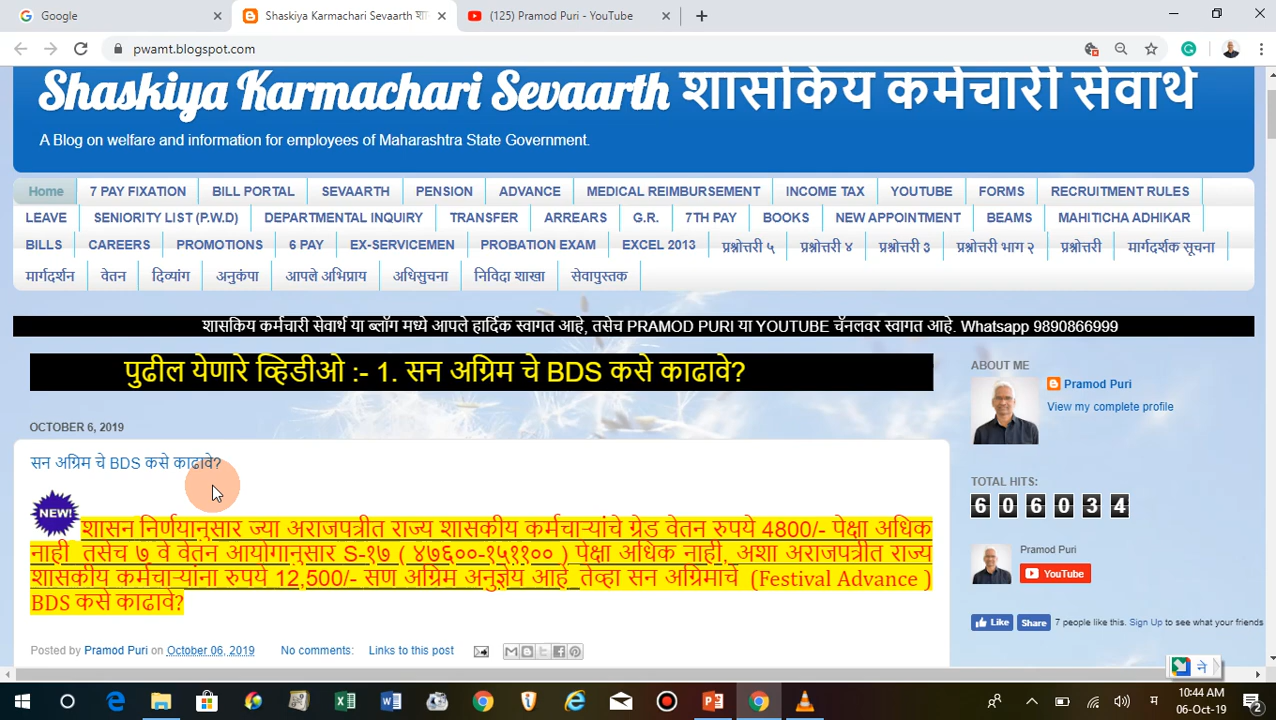 Google
Shaskiya Karmachari Sevaarth
(125) Pramod Puri - YouTube
pwamt.blogspot.com
Shaskiya Karmachari Sevaarth शासकिय कर्मचारी सेवार्थ
A Blog on welfare and information for employees of Maharashtra State Government.
Home 7 PAY FIXATION BILL PORTAL SEVAARTH PENSION ADVANCE MEDICAL REIMBURSEMENT INCOME TAX YOUTUBE FORMS RECRUITMENT RULES
LEAVE SENIORITY LIST (P.W.D) DEPARTMENTAL INQUIRY TRANSFER ARREARS G.R. 7TH PAY BOOKS NEW APPOINTMENT BEAMS MAHITICHA ADHIKAR
BILLS CAREERS PROMOTIONS 6 PAY EX-SERVICEMEN PROBATION EXAM EXCEL 2013 प्रश्नोत्तरी ५ प्रश्नोत्तरी ४ प्रश्नोत्तरी 3 प्रश्नोत्तरी भाग २ प्रश्नोत्तरी मार्गदर्शक सूचना
मार्गदर्शन वेतन दिव्यांग अनुकंपा आपले अभिप्राय अधिसुचना निविदा शाखा सेवापुस्तक
शासकिय कर्मचारी सेवार्थ या ब्लॉग मध्ये आपले हार्दिक स्वागत आहे, तसेच PRAMOD PURI या YOUTUBE चॅनलवर स्वागत आहे. Whatsapp 9890866999
पुढील येणारे व्हिडीओ :- 1. सन अग्रिम चे BDS कसे काढावे?
OCTOBER 6, 2019
सन अग्रिम चे BDS कसे काढावे?
NEW!
शासन निर्णयानुसार ज्या अराजपत्रीत राज्य शासकीय कर्मचाऱ्यांचे ग्रेड वेतन रुपये 4800/- पेक्षा अधिक
नाही तसेच ७ वे वेतन आयोगानुसार S-१७ ( ४७६००-१५११०० ) पेक्षा अधिक नाही, अशा अराजपत्रीत राज्य
शासकीय कर्मचाऱ्यांना रुपये 12,500/- सण अग्रिम अनुज्ञेय आहे तेव्हा सन अग्रिमाचे (Festival Advance )
BDS कसे काढावे?
Posted by Pramod Puri on October 06, 2019 No comments: Links to this post
ABOUT ME
Pramod Puri
View my complete profile
TOTAL HITS:
6 0 6 0 3 4
Pramod Puri
YouTube
Like Share 7 people like this. Sign Up to see what your friends
ने
म
10:44 AM
06-Oct-19
2